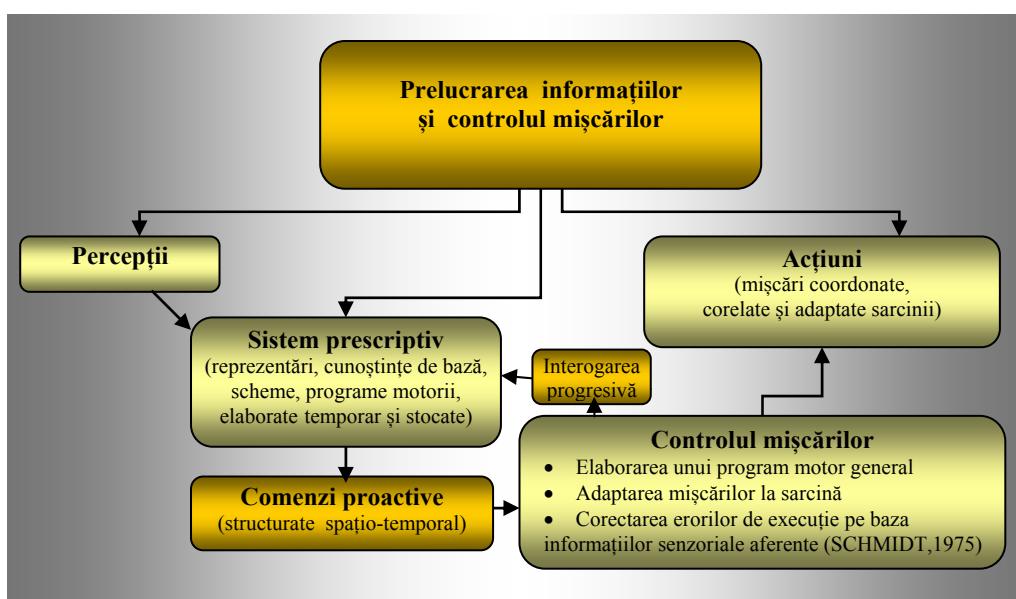 Prelucrarea informațiilor
și controlul mișcărilor
Percepții
Acțiuni
(mișcări coordonate,
corelate și adaptate sarcinii)
Sistem prescriptiv
(reprezentări, cunoștințe de bază,
scheme, programe motorii,
elaborate temporar și stocate)
Interogarea
progresivă
Controlul mișcărilor
• Elaborarea unui program motor general
• Adaptarea mișcărilor la sarcină
• Corectarea erorilor de execuție pe baza
informațiilor senzoriale aferente (SCHMIDT,1975)
Comenzi proactive
(structurate spațio-temporal)